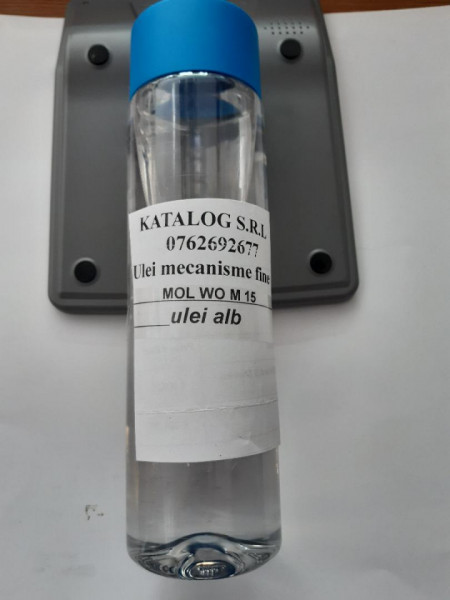 KATALOG S.R.L
0762692677
Ulei mecanisme fine
MOL WO M 15
ulei alb